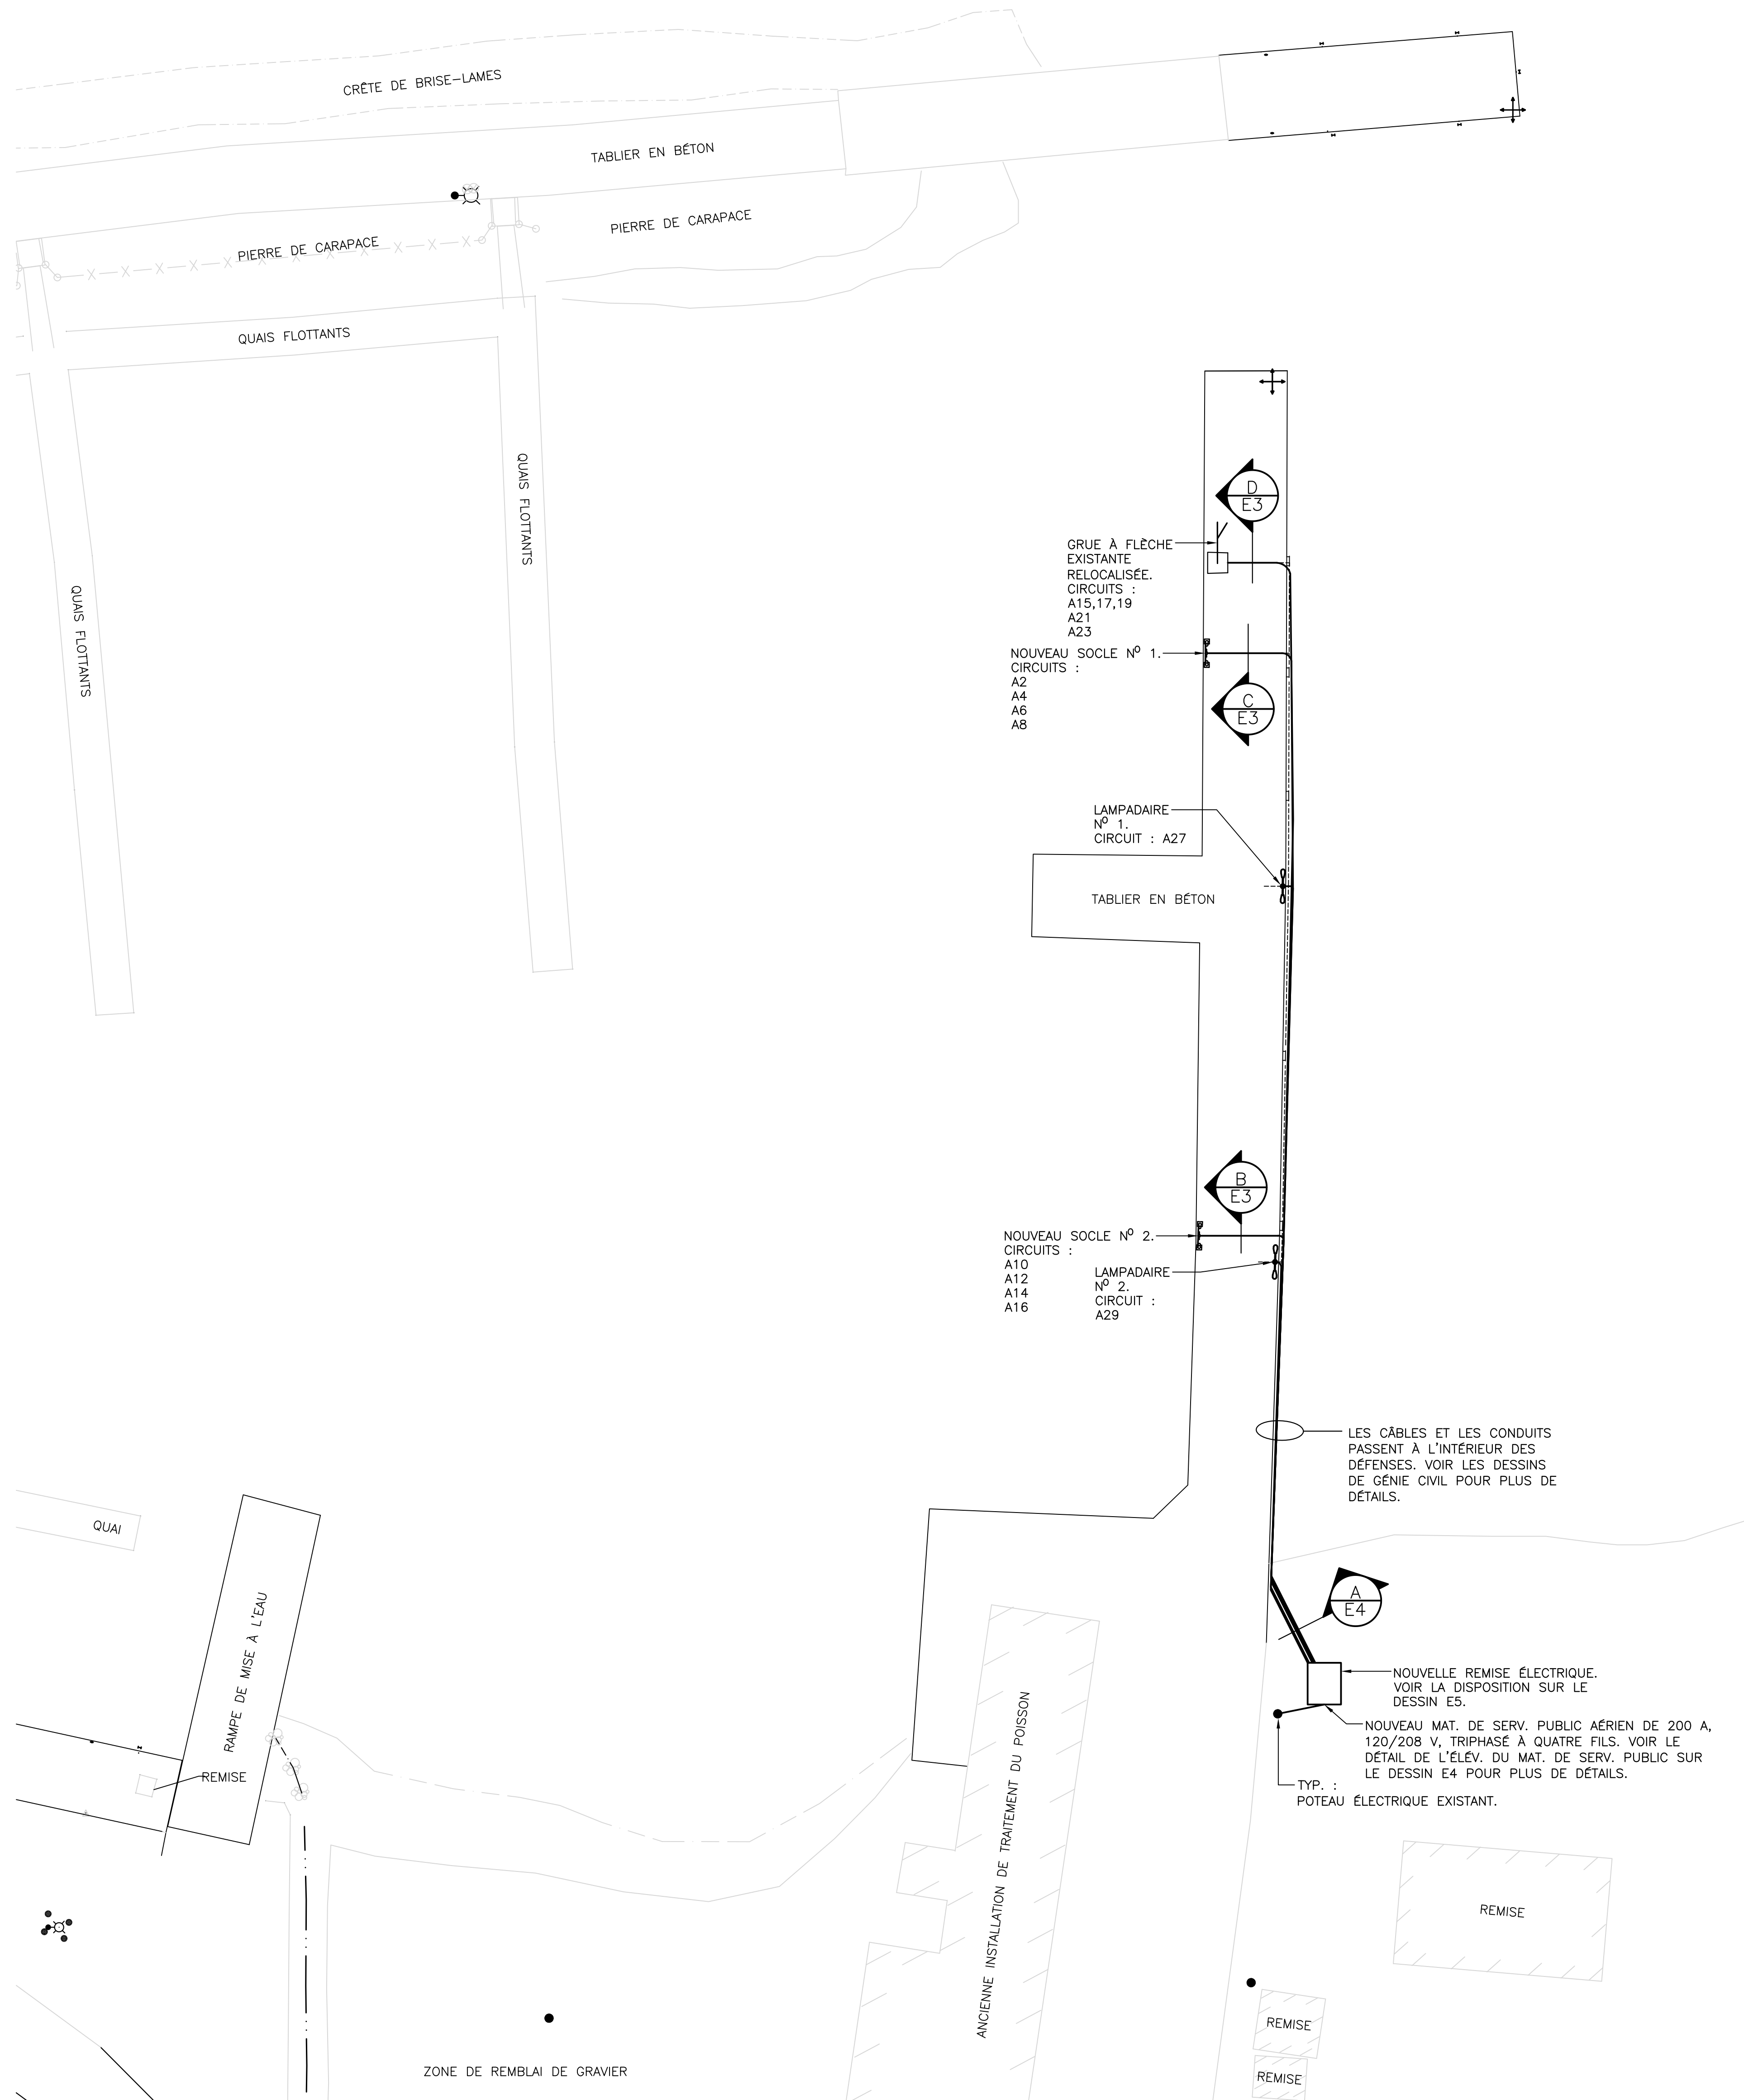 CRÊTE DE BRISE-LAMES
TABLIER EN BÉTON
PIERRE DE CARAPACE
PIERRE DE CARAPACE
QUAIS FLOTTANTS
QUAIS FLOTTANTS
QUAIS FLOTTANTS
D
E3
GRUE À FLÈCHE
EXISTANTE
RELOCALISÉE.
CIRCUITS :
A15,17,19
A21
A23
NOUVEAU SOCLE Nº 1.
CIRCUITS :
A2
A4
A6
A8
C
E3
LAMPADAIRE
Nº 1.
CIRCUIT : A27
TABLIER EN BÉTON
B
E3
NOUVEAU SOCLE Nº 2.
CIRCUITS :
A10
A12
A14
A16
LAMPADAIRE
Nº 2.
CIRCUIT :
A29
LES CÂBLES ET LES CONDUITS
PASSENT À L'INTÉRIEUR DES
DÉFENSES. VOIR LES DESSINS
DE GÉNIE CIVIL POUR PLUS DE
DÉTAILS.
QUAI
RAMPE DE MISE À L'EAU
REMISE
A
E4
NOUVELLE REMISE ÉLECTRIQUE.
VOIR LA DISPOSITION SUR LE
DESSIN E5.
NOUVEAU MAT. DE SERV. PUBLIC AÉRIEN DE 200 A,
120/208 V, TRIPHASÉ À QUATRE FILS. VOIR LE
DÉTAIL DE L'ÉLÉV. DU MAT. DE SERV. PUBLIC SUR
LE DESSIN E4 POUR PLUS DE DÉTAILS.
TYP. :
POTEAU ÉLECTRIQUE EXISTANT.
ANCIENNE INSTALLATION DE TRAITEMENT DU POISSON
REMISE
REMISE
REMISE
ZONE DE REMBLAI DE GRAVIER